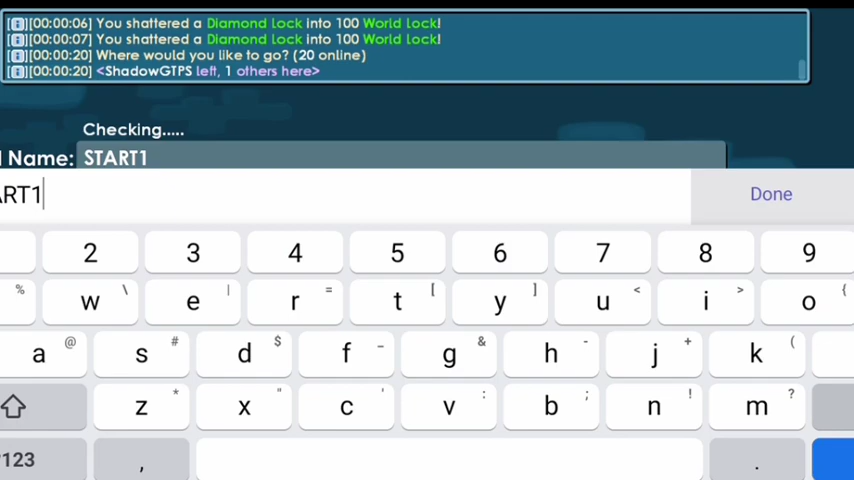 [i][00:00:06] You shattered a Diamond Lock into 100 World Lock!
[i][00:00:07] You shattered a Diamond Lock into 100 World Lock!
[i][00:00:20] Where would you like to go? (20 online)
[i][00:00:20] <ShadowGTPS left, 1 others here>
Checking.....
Name: START1
ART1 Done
2 3 4 5 6 7 8 9
% w \ e | r = t [ y ] u < i > o {
a @ s # d $ f _ g & h - j + k (
z * x " c ' v : b ; n ! m ?
?123 , .